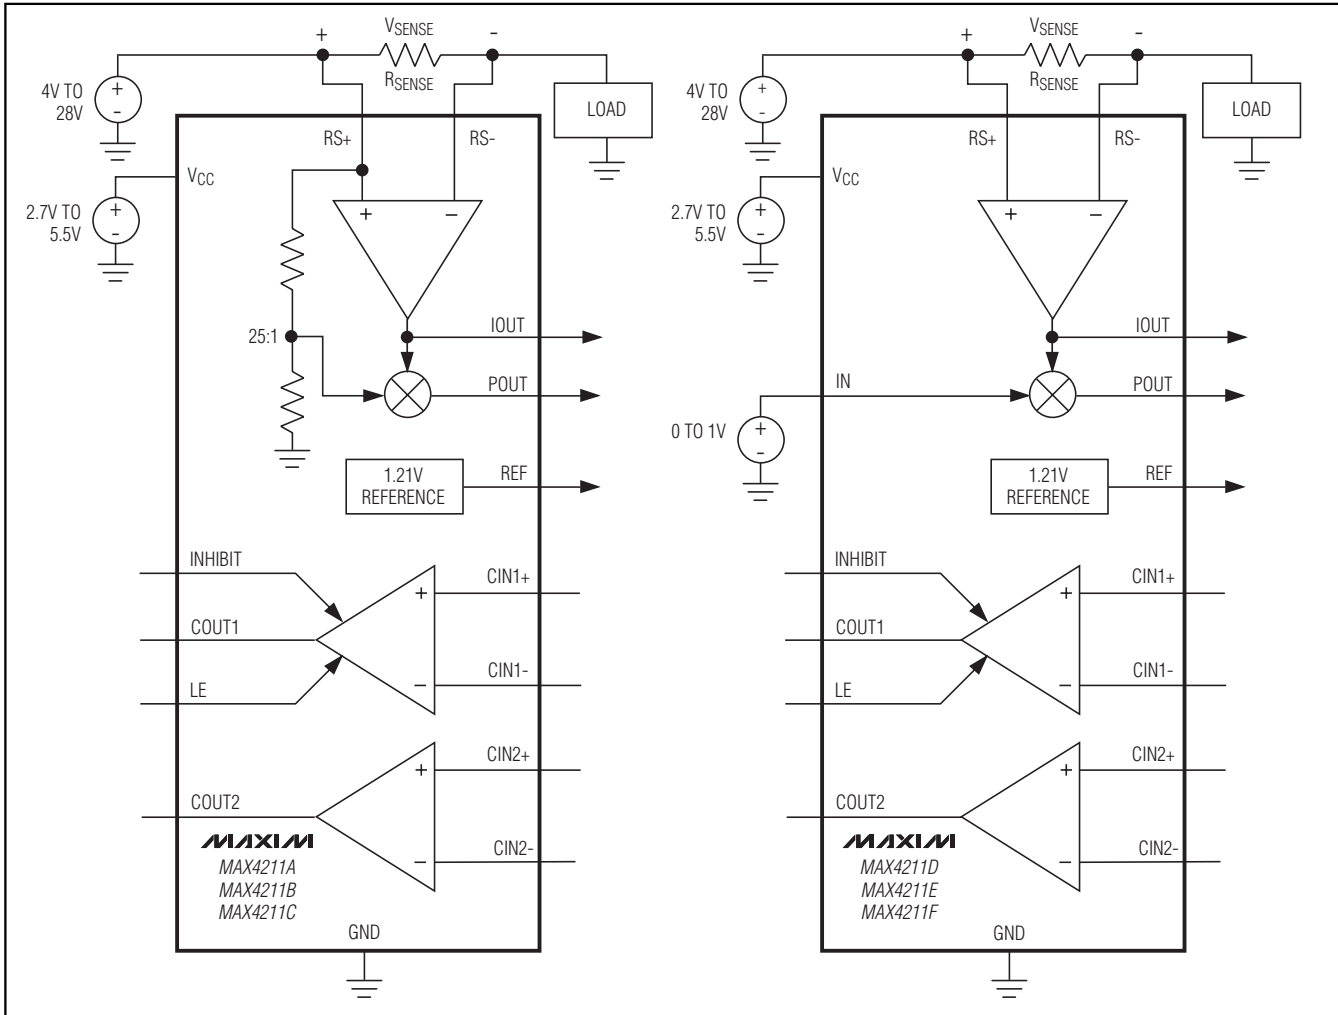 + VSENSE -
RSENSE
4V TO
28V
+
-
LOAD
RS+
RS-
VCC
2.7V TO
5.5V
+
-
+ −
25:1
IOUT
POUT
1.21V
REFERENCE
REF
INHIBIT
COUT1
LE
+
−
CIN1+
CIN1-
COUT2
+
−
CIN2+
CIN2-
MAXIM
MAX4211A
MAX4211B
MAX4211C
GND
+ VSENSE -
RSENSE
4V TO
28V
+
-
LOAD
RS+
RS-
VCC
2.7V TO
5.5V
+
-
+ −
IOUT
IN
POUT
0 TO 1V
+
-
1.21V
REFERENCE
REF
INHIBIT
COUT1
LE
+
−
CIN1+
CIN1-
COUT2
+
−
CIN2+
CIN2-
MAXIM
MAX4211D
MAX4211E
MAX4211F
GND